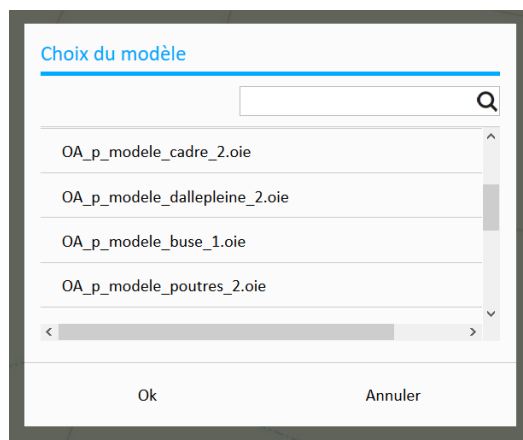 Choix du modèle
OA_p_modele_cadre_2.oie
OA_p_modele_dallepleine_2.oie
OA_p_modele_buse_1.oie
OA_p_modele_poutres_2.oie
Ok Annuler